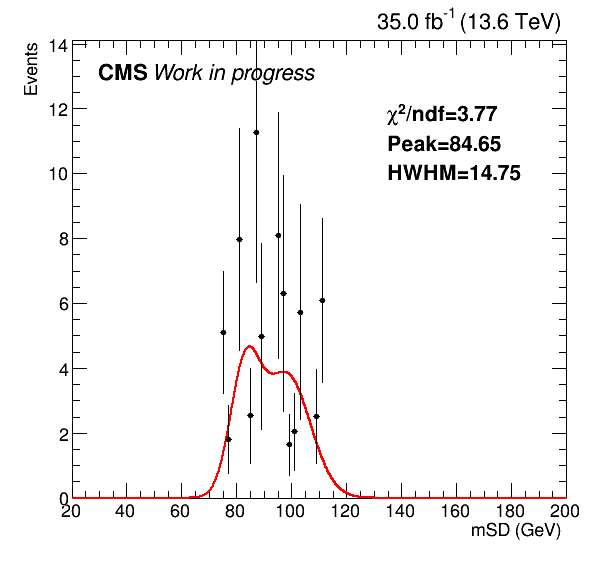 35.0 fb⁻¹ (13.6 TeV)
Events
CMS Work in progress
χ²/ndf=3.77
Peak=84.65
HWHM=14.75
14
12
10
8
6
4
2
0
20 40 60 80 100 120 140 160 180 200
mSD (GeV)